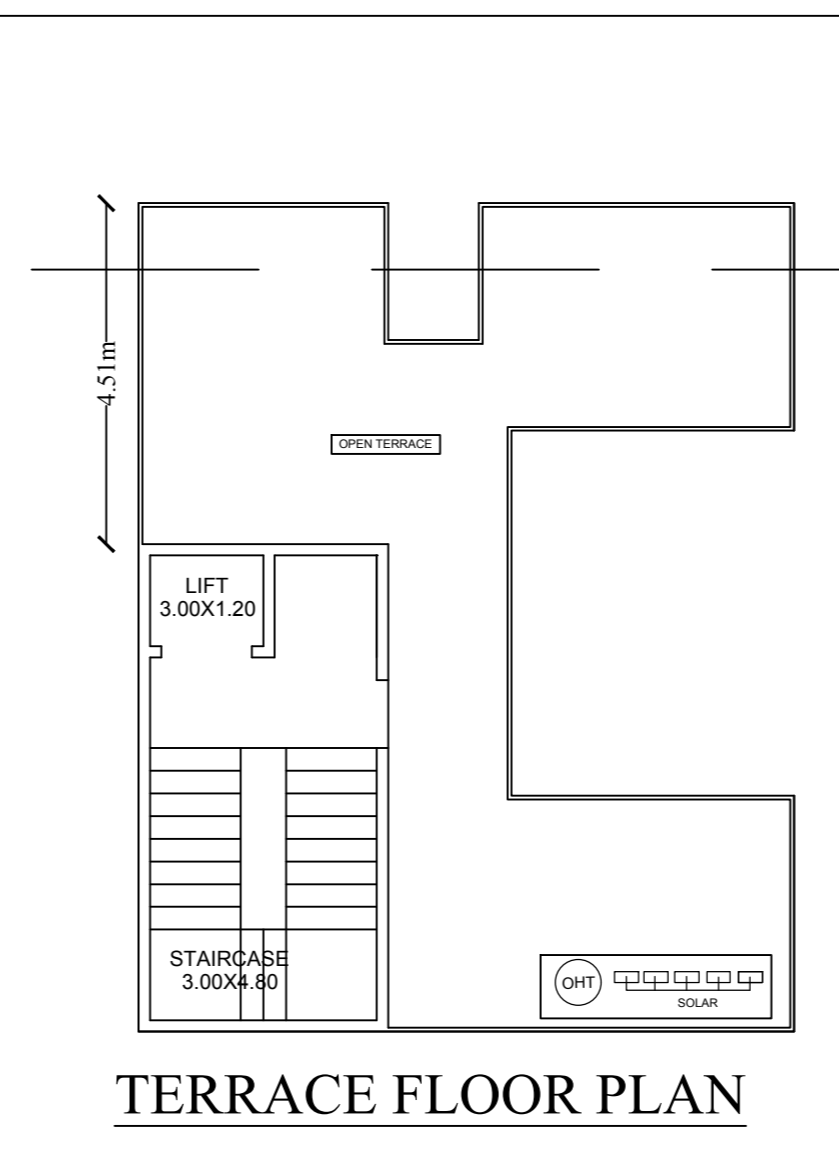 4.51m
OPEN TERRACE
LIFT
3.00X1.20
STAIRCASE
3.00X4.80
OHT
SOLAR
TERRACE FLOOR PLAN